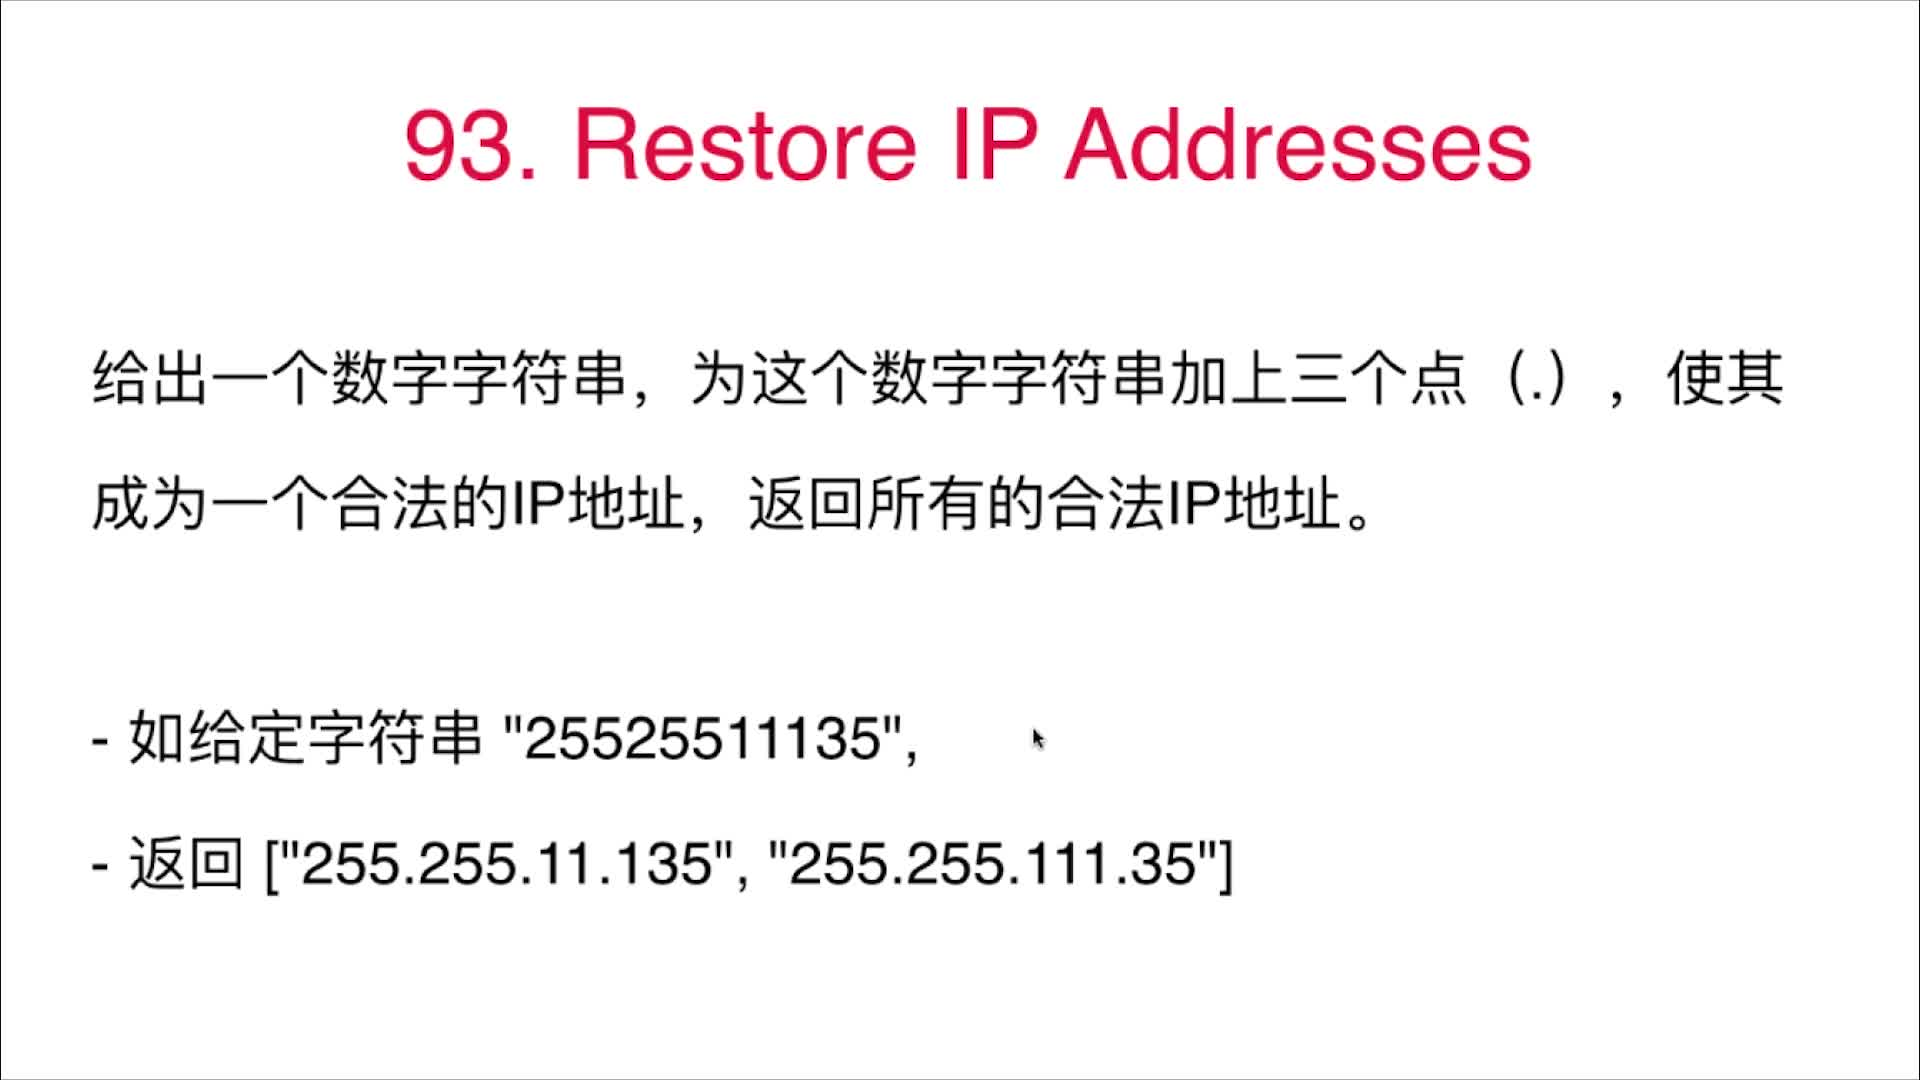 93. Restore IP Addresses
给出一个数字字符串，为这个数字字符串加上三个点（.），使其
成为一个合法的IP地址，返回所有的合法IP地址。
- 如给定字符串 "25525511135",
- 返回 ["255.255.11.135", "255.255.111.35"]